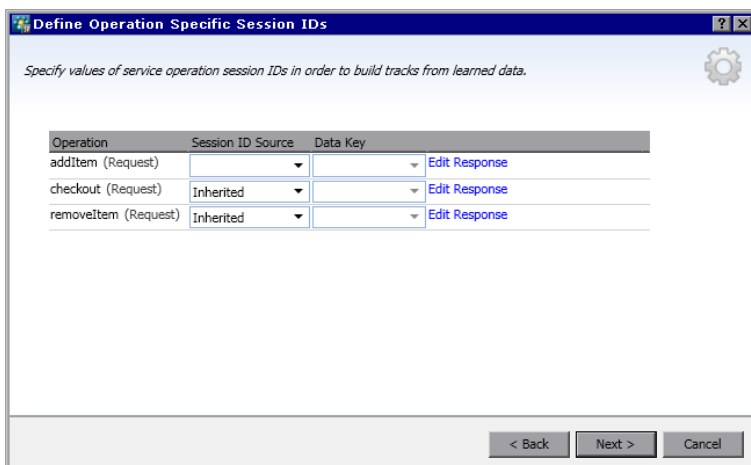 Define Operation Specific Session IDs
Specify values of service operation session IDs in order to build tracks from learned data.
Operation Session ID Source Data Key
addItem (Request) Edit Response
checkout (Request) Inherited Edit Response
removeItem (Request) Inherited Edit Response
< Back Next > Cancel